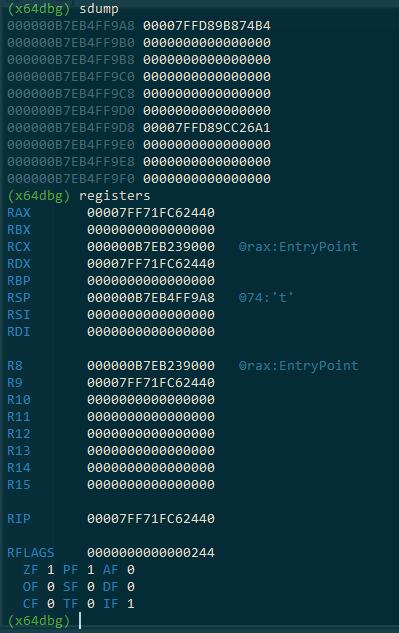 (x64dbg) sdump
000000B7EB4FF9A8 00007FFD89B874B4
000000B7EB4FF9B0 0000000000000000
000000B7EB4FF9B8 0000000000000000
000000B7EB4FF9C0 0000000000000000
000000B7EB4FF9C8 0000000000000000
000000B7EB4FF9D0 0000000000000000
000000B7EB4FF9D8 00007FFD89CC26A1
000000B7EB4FF9E0 0000000000000000
000000B7EB4FF9E8 0000000000000000
000000B7EB4FF9F0 0000000000000000
(x64dbg) registers
RAX 00007FF71FC62440
RBX 0000000000000000
RCX 000000B7EB239000 @rax:EntryPoint
RDX 00007FF71FC62440
RBP 0000000000000000
RSP 000000B7EB4FF9A8 @74:'t'
RSI 0000000000000000
RDI 0000000000000000
R8 000000B7EB239000 @rax:EntryPoint
R9 00007FF71FC62440
R10 0000000000000000
R11 0000000000000000
R12 0000000000000000
R13 0000000000000000
R14 0000000000000000
R15 0000000000000000
RIP 00007FF71FC62440
RFLAGS 0000000000000244
ZF 1 PF 1 AF 0
OF 0 SF 0 DF 0
CF 0 TF 0 IF 1
(x64dbg)